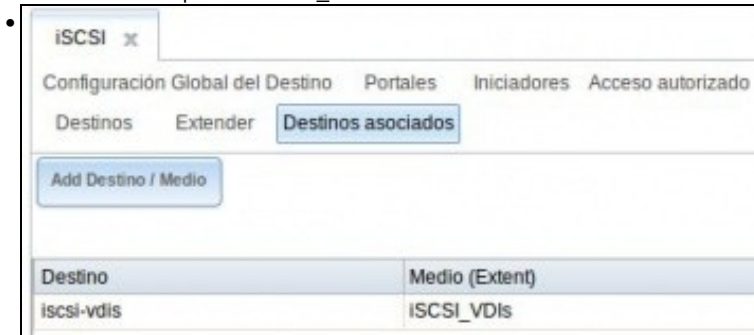 iSCSI
Configuración Global del Destino Portales Iniciadores Acceso autorizado
Destinos Extender Destinos asociados
Add Destino / Medio
Destino Medio (Extent)
iscsi-vdis iSCSI_VDIs